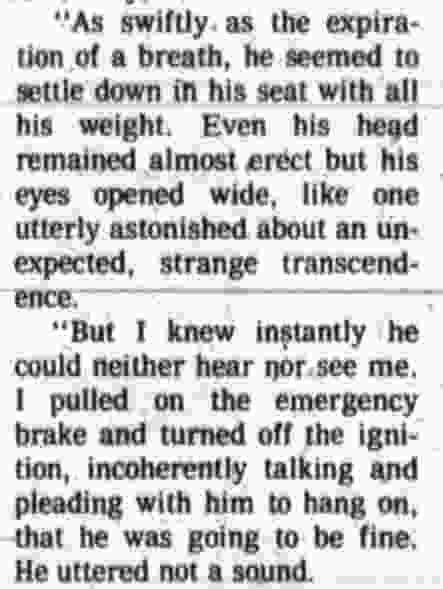 "As swiftly as the expira-
tion of a breath, he seemed to
settle down in his seat with all
his weight. Even his head
remained almost erect but his
eyes opened wide, like one
utterly astonished about an un-
expected, strange transcend-
ence.
"But I knew instantly he
could neither hear nor see me.
I pulled on the emergency
brake and turned off the igni-
tion, incoherently talking and
pleading with him to hang on,
that he was going to be fine.
He uttered not a sound.